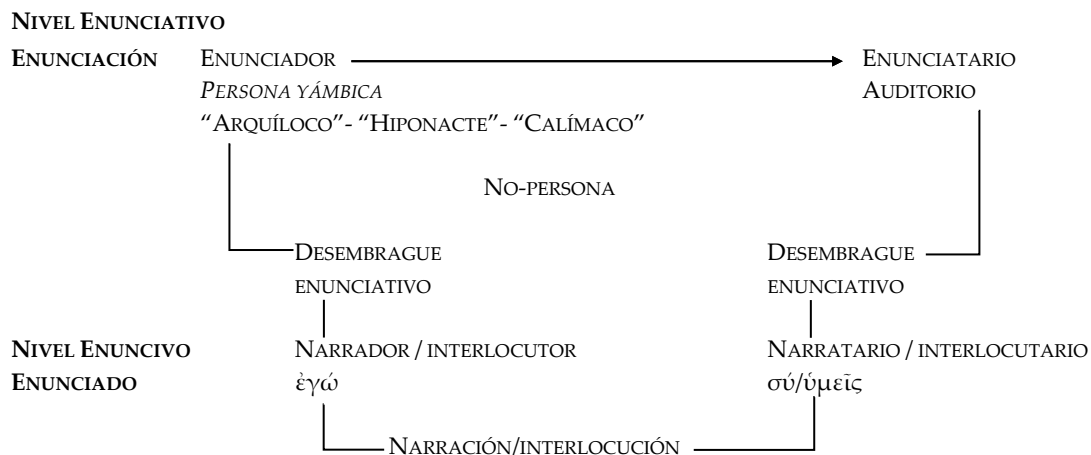 NIVEL ENUNCIATIVO
ENUNCIACIÓN ENUNCIADOR ENUNCIATARIO
PERSONA YÁMBICA AUDITORIO
“ARQUÍLOCO”- “HIPONACTE”- “CALÍMACO”
NO-PERSONA
DESEMBRAGUE DESEMBRAGUE
ENUNCIATIVO ENUNCIATIVO
NIVEL ENUNCIVO NARRADOR / INTERLOCUTOR NARRATARIO / INTERLOCUTARIO
ENUNCIADO ἐγώ σύ/ὑμεῖς
NARRACIÓN/INTERLOCUCIÓN